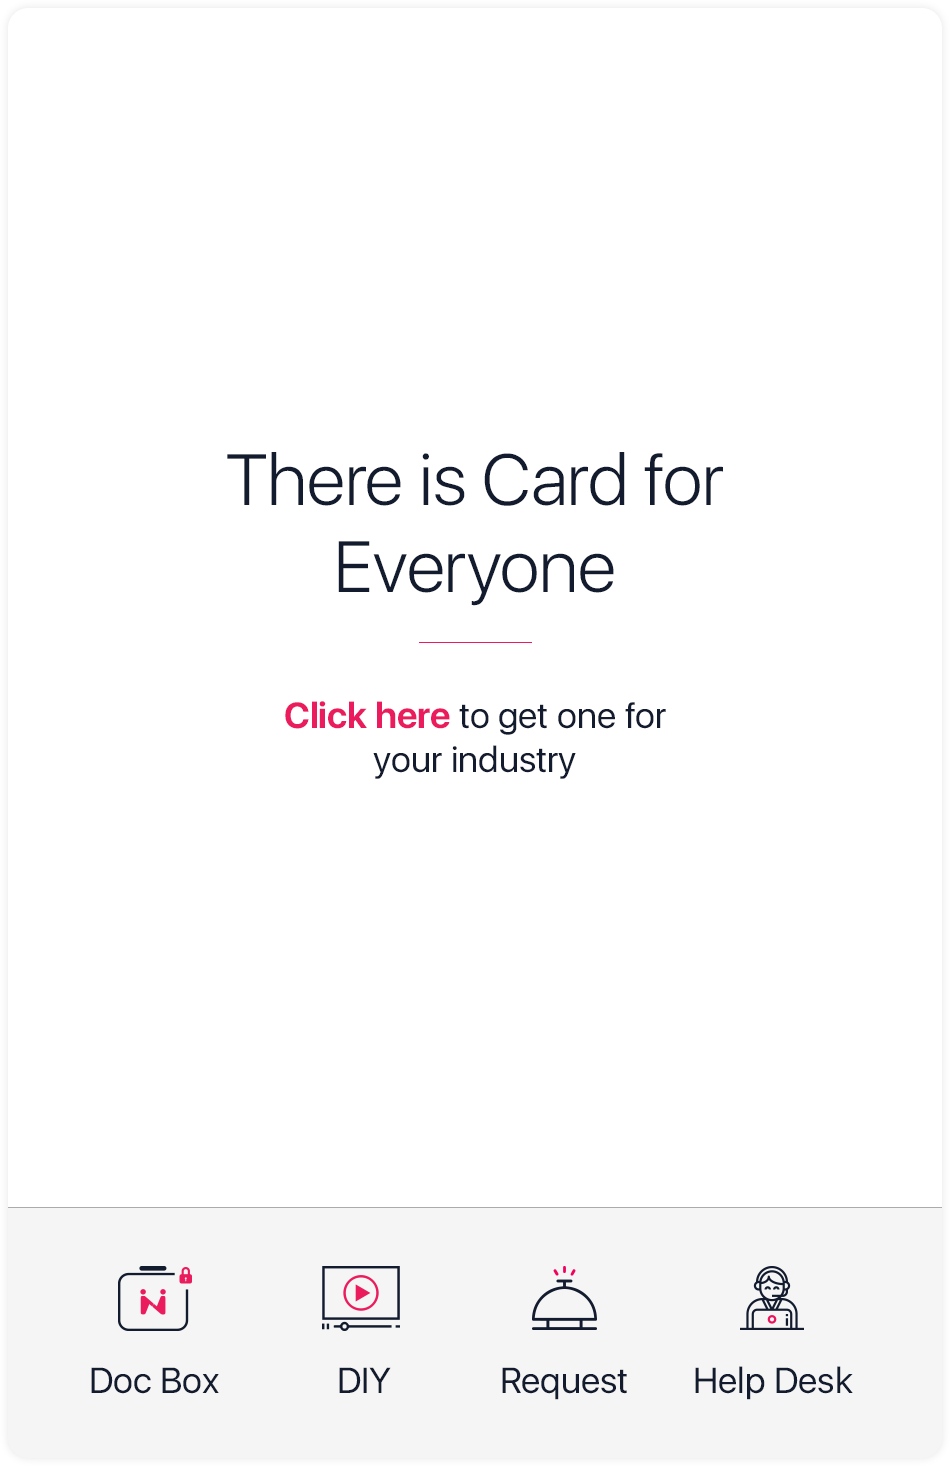 There is Card for
Everyone
Click here to get one for
your industry
Doc Box
DIY
Request
Help Desk